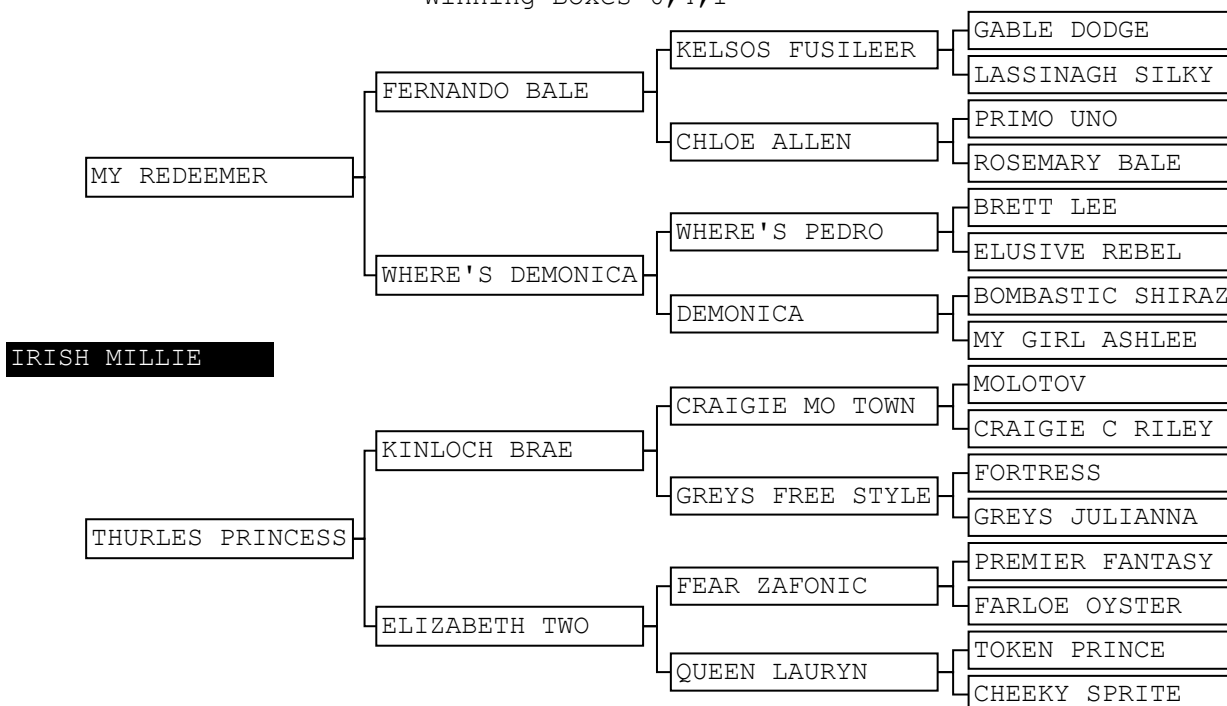 Winning Boxes 6,4,1
GABLE DODGE
KELSOS FUSILEER
LASSINAGH SILKY
FERNANDO BALE
PRIMO UNO
CHLOE ALLEN
ROSEMARY BALE
MY REDEEMER
BRETT LEE
WHERE'S PEDRO
ELUSIVE REBEL
WHERE'S DEMONICA
BOMBASTIC SHIRAZ
DEMONICA
MY GIRL ASHLEE
IRISH MILLIE
MOLOTOV
CRAIGIE MO TOWN
CRAIGIE C RILEY
KINLOCH BRAE
FORTRESS
GREYS FREE STYLE
GREYS JULIANNA
THURLES PRINCESS
PREMIER FANTASY
FEAR ZAFONIC
FARLOE OYSTER
ELIZABETH TWO
TOKEN PRINCE
QUEEN LAURYN
CHEEKY SPRITE